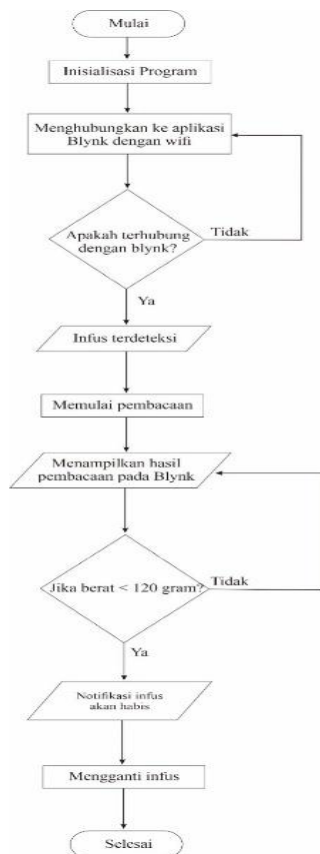 Mulai
Inisialisasi Program
Menghubungkan ke aplikasi
Blynk dengan wifi
Apakah terhubung
dengan blynk?
Tidak
Ya
Infus terdeteksi
Memulai pembacaan
Menampilkan hasil
pembacaan pada Blynk
Jika berat < 120 gram?
Tidak
Ya
Notifikasi infus
akan habis
Mengganti infus
Selesai